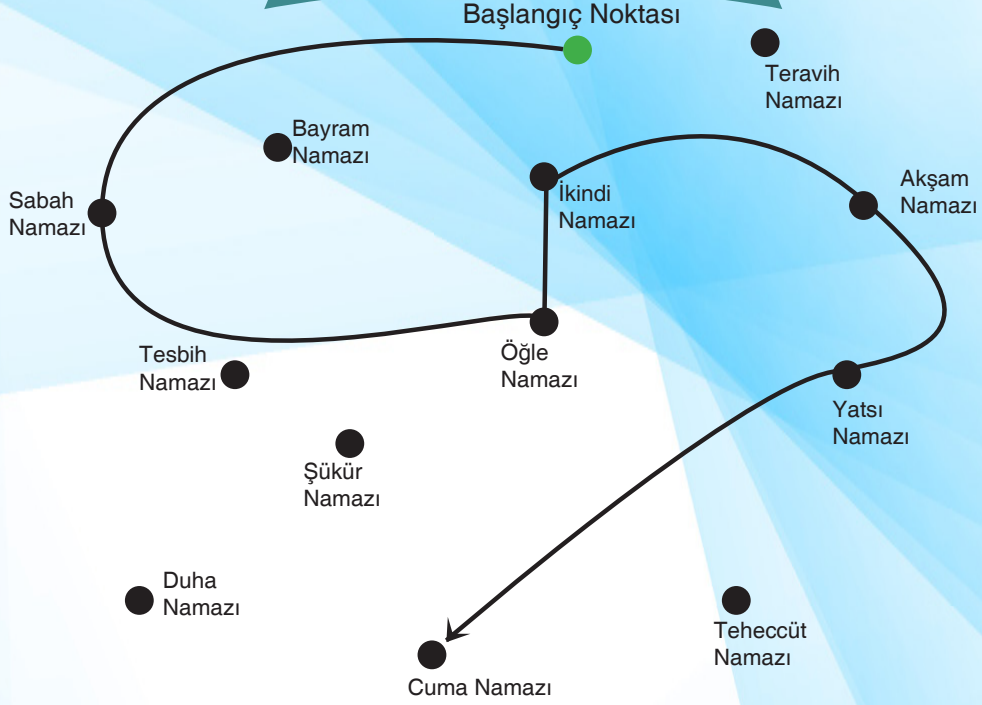 Başlangıç Noktası
Teravih
Namazı
Bayram
Namazı
İkindi
Namazı
Akşam
Namazı
Sabah
Namazı
Öğle
Namazı
Tesbih
Namazı
Yatsı
Namazı
Şükür
Namazı
Duha
Namazı
Teheccüt
Namazı
Cuma Namazı